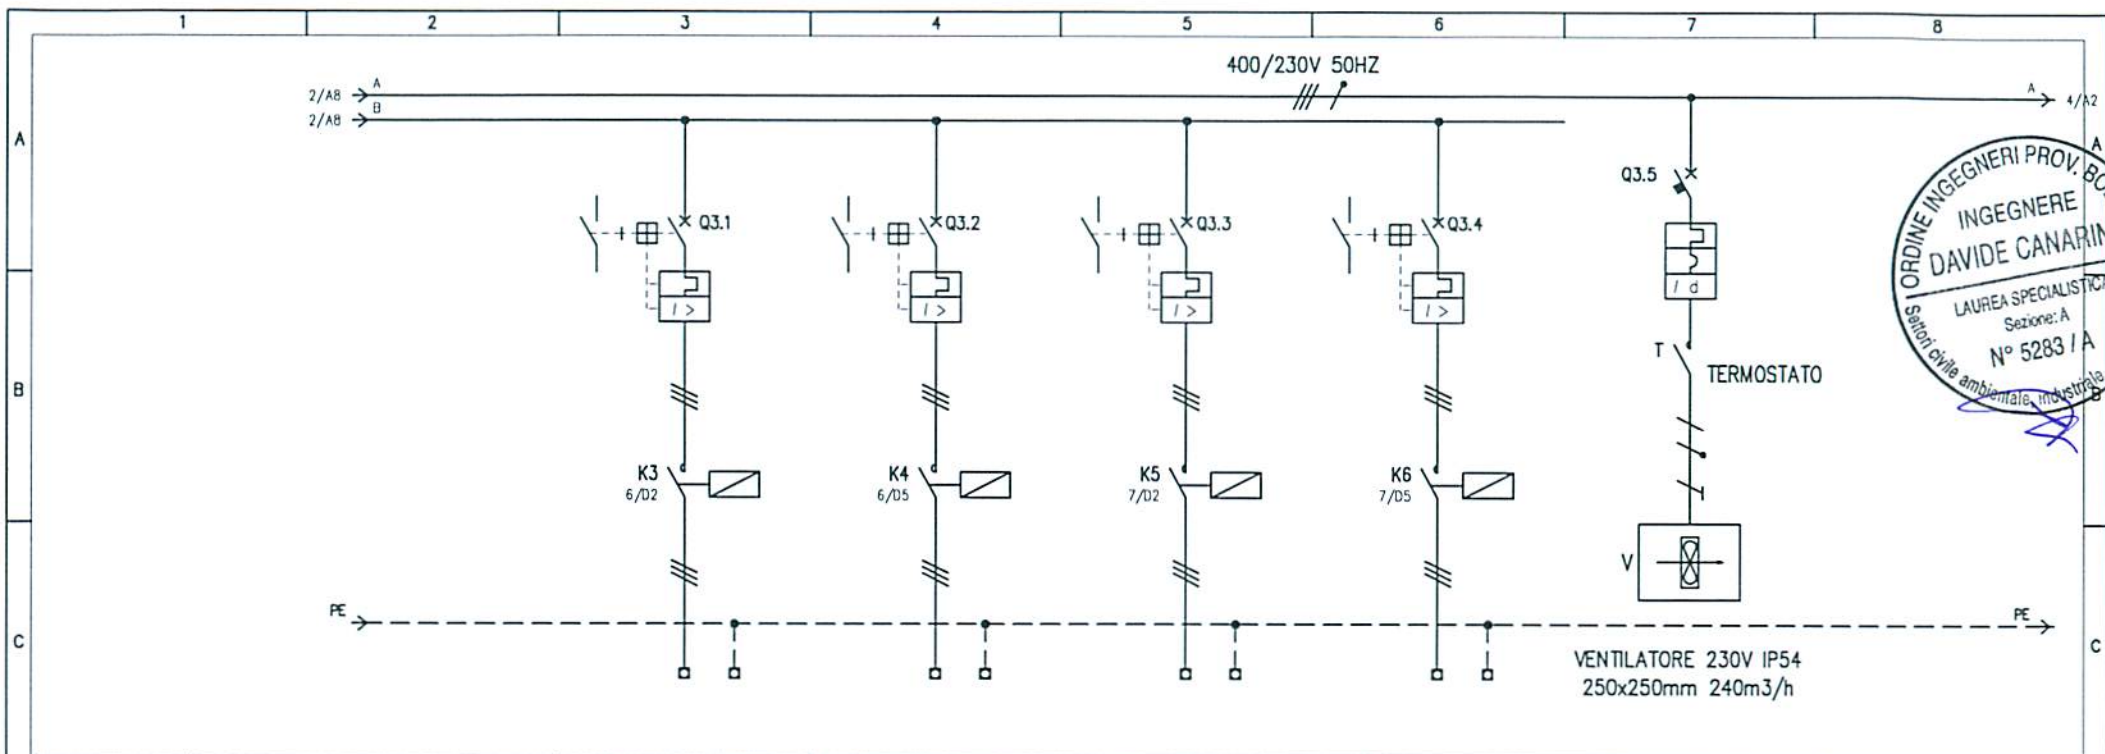 1 2 3 4 5 6 7 8
400/230V 50HZ
2/A8 A
A 4/A2
2/A8 B
A
A
Q3.1
Q3.2
Q3.3
Q3.4
Q3.5
I >
I >
I >
I >
I d
ORDINE INGEGNERI PROV.
INGEGNERE
LAUREA SPECIALISTICA
Sezione: A
N° 5283 / A
Settori civile ambientale industriale
T
TERMOSTATO
B
B
K3
6/D2
K4
6/D5
K5
7/D2
K6
7/D5
V
PE
PE
C
C
VENTILATORE 230V IP54
250x250mm 240m3/h